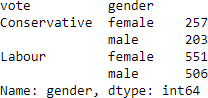 vote gender
Conservative female 257
male 203
Labour female 551
male 506
Name: gender, dtype: int64